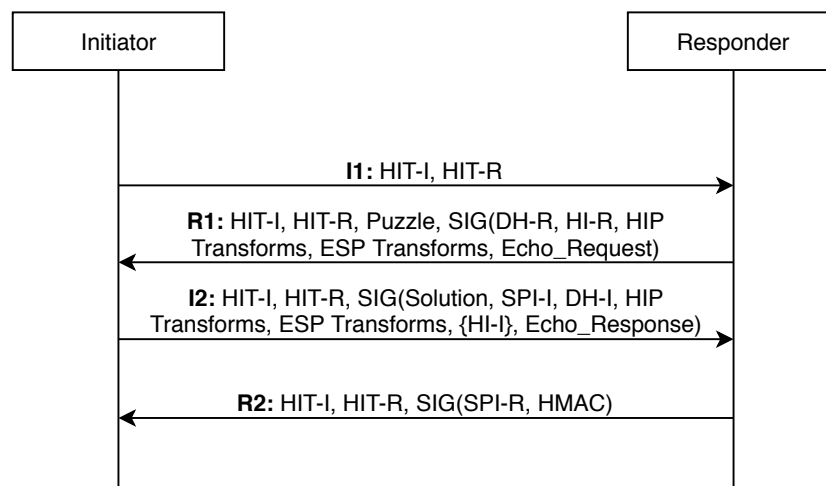 Initiator
Responder
I1: HIT-I, HIT-R
R1: HIT-I, HIT-R, Puzzle, SIG(DH-R, HI-R, HIP
Transforms, ESP Transforms, Echo_Request)
I2: HIT-I, HIT-R, SIG(Solution, SPI-I, DH-I, HIP
Transforms, ESP Transforms, {HI-I}, Echo_Response)
R2: HIT-I, HIT-R, SIG(SPI-R, HMAC)